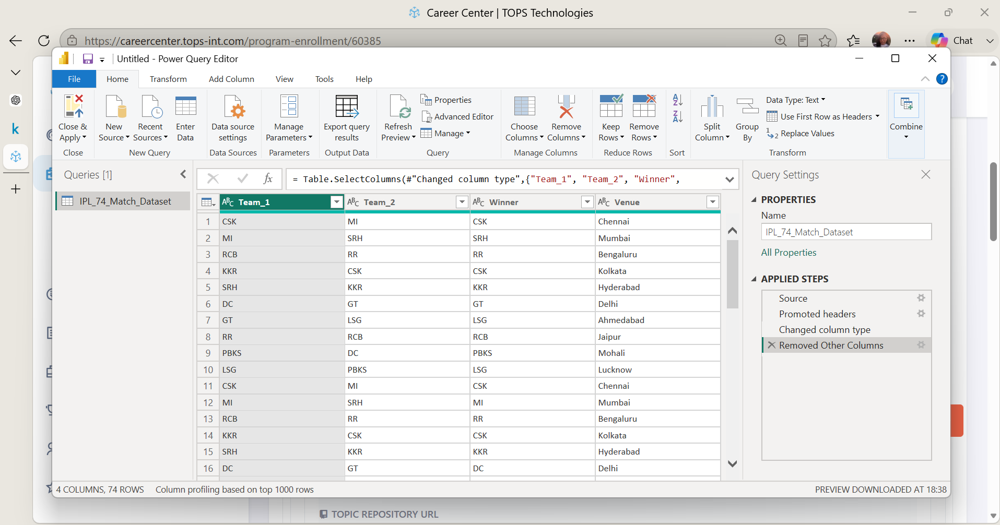 Career Center | TOPS Technologies
https://careercenter.tops-int.com/program-enrollment/60385
Chat
Untitled - Power Query Editor
File Home Transform Add Column View Tools Help
Close & Apply
New Source
Recent Sources
Enter Data
Data source settings
Manage Parameters
Export query results
Refresh Preview
Properties
Advanced Editor
Manage
Choose Columns
Remove Columns
Keep Rows
Remove Rows
Split Column
Group By
Data Type: Text
Use First Row as Headers
Replace Values
Combine
Close New Query Data Sources Parameters Output Data Query Manage Columns Reduce Rows Sort Transform
Queries [1]
IPL_74_Match_Dataset
fx
= Table.SelectColumns(#"Changed column type",{"Team_1", "Team_2", "Winner",
ABC Team_1 ABC Team_2 ABC Winner ABC Venue
1 CSK MI CSK Chennai
2 MI SRH SRH Mumbai
3 RCB RR RR Bengaluru
4 KKR CSK CSK Kolkata
5 SRH KKR KKR Hyderabad
6 DC GT GT Delhi
7 GT LSG LSG Ahmedabad
8 RR RCB RCB Jaipur
9 PBKS DC PBKS Mohali
10 LSG PBKS LSG Lucknow
11 CSK MI CSK Chennai
12 MI SRH MI Mumbai
13 RCB RR RR Bengaluru
14 KKR CSK CSK Kolkata
15 SRH KKR KKR Hyderabad
16 DC GT DC Delhi
Query Settings
PROPERTIES
Name
IPL_74_Match_Dataset
All Properties
APPLIED STEPS
Source
Promoted headers
Changed column type
Removed Other Columns
4 COLUMNS, 74 ROWS Column profiling based on top 1000 rows
PREVIEW DOWNLOADED AT 18:38
TOPIC REPOSITORY URL